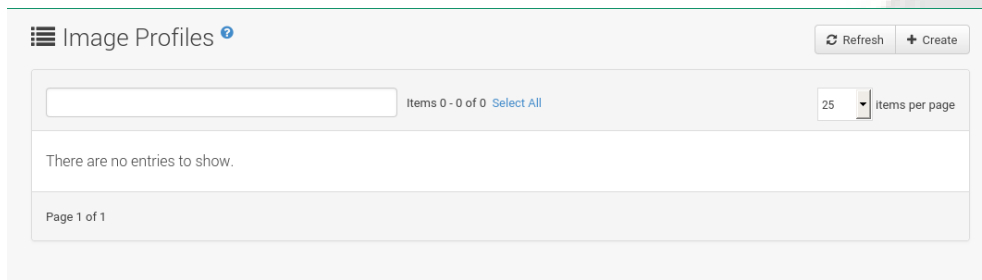 Image Profiles ?
Refresh + Create
Items 0 - 0 of 0 Select All
25 items per page
There are no entries to show.
Page 1 of 1